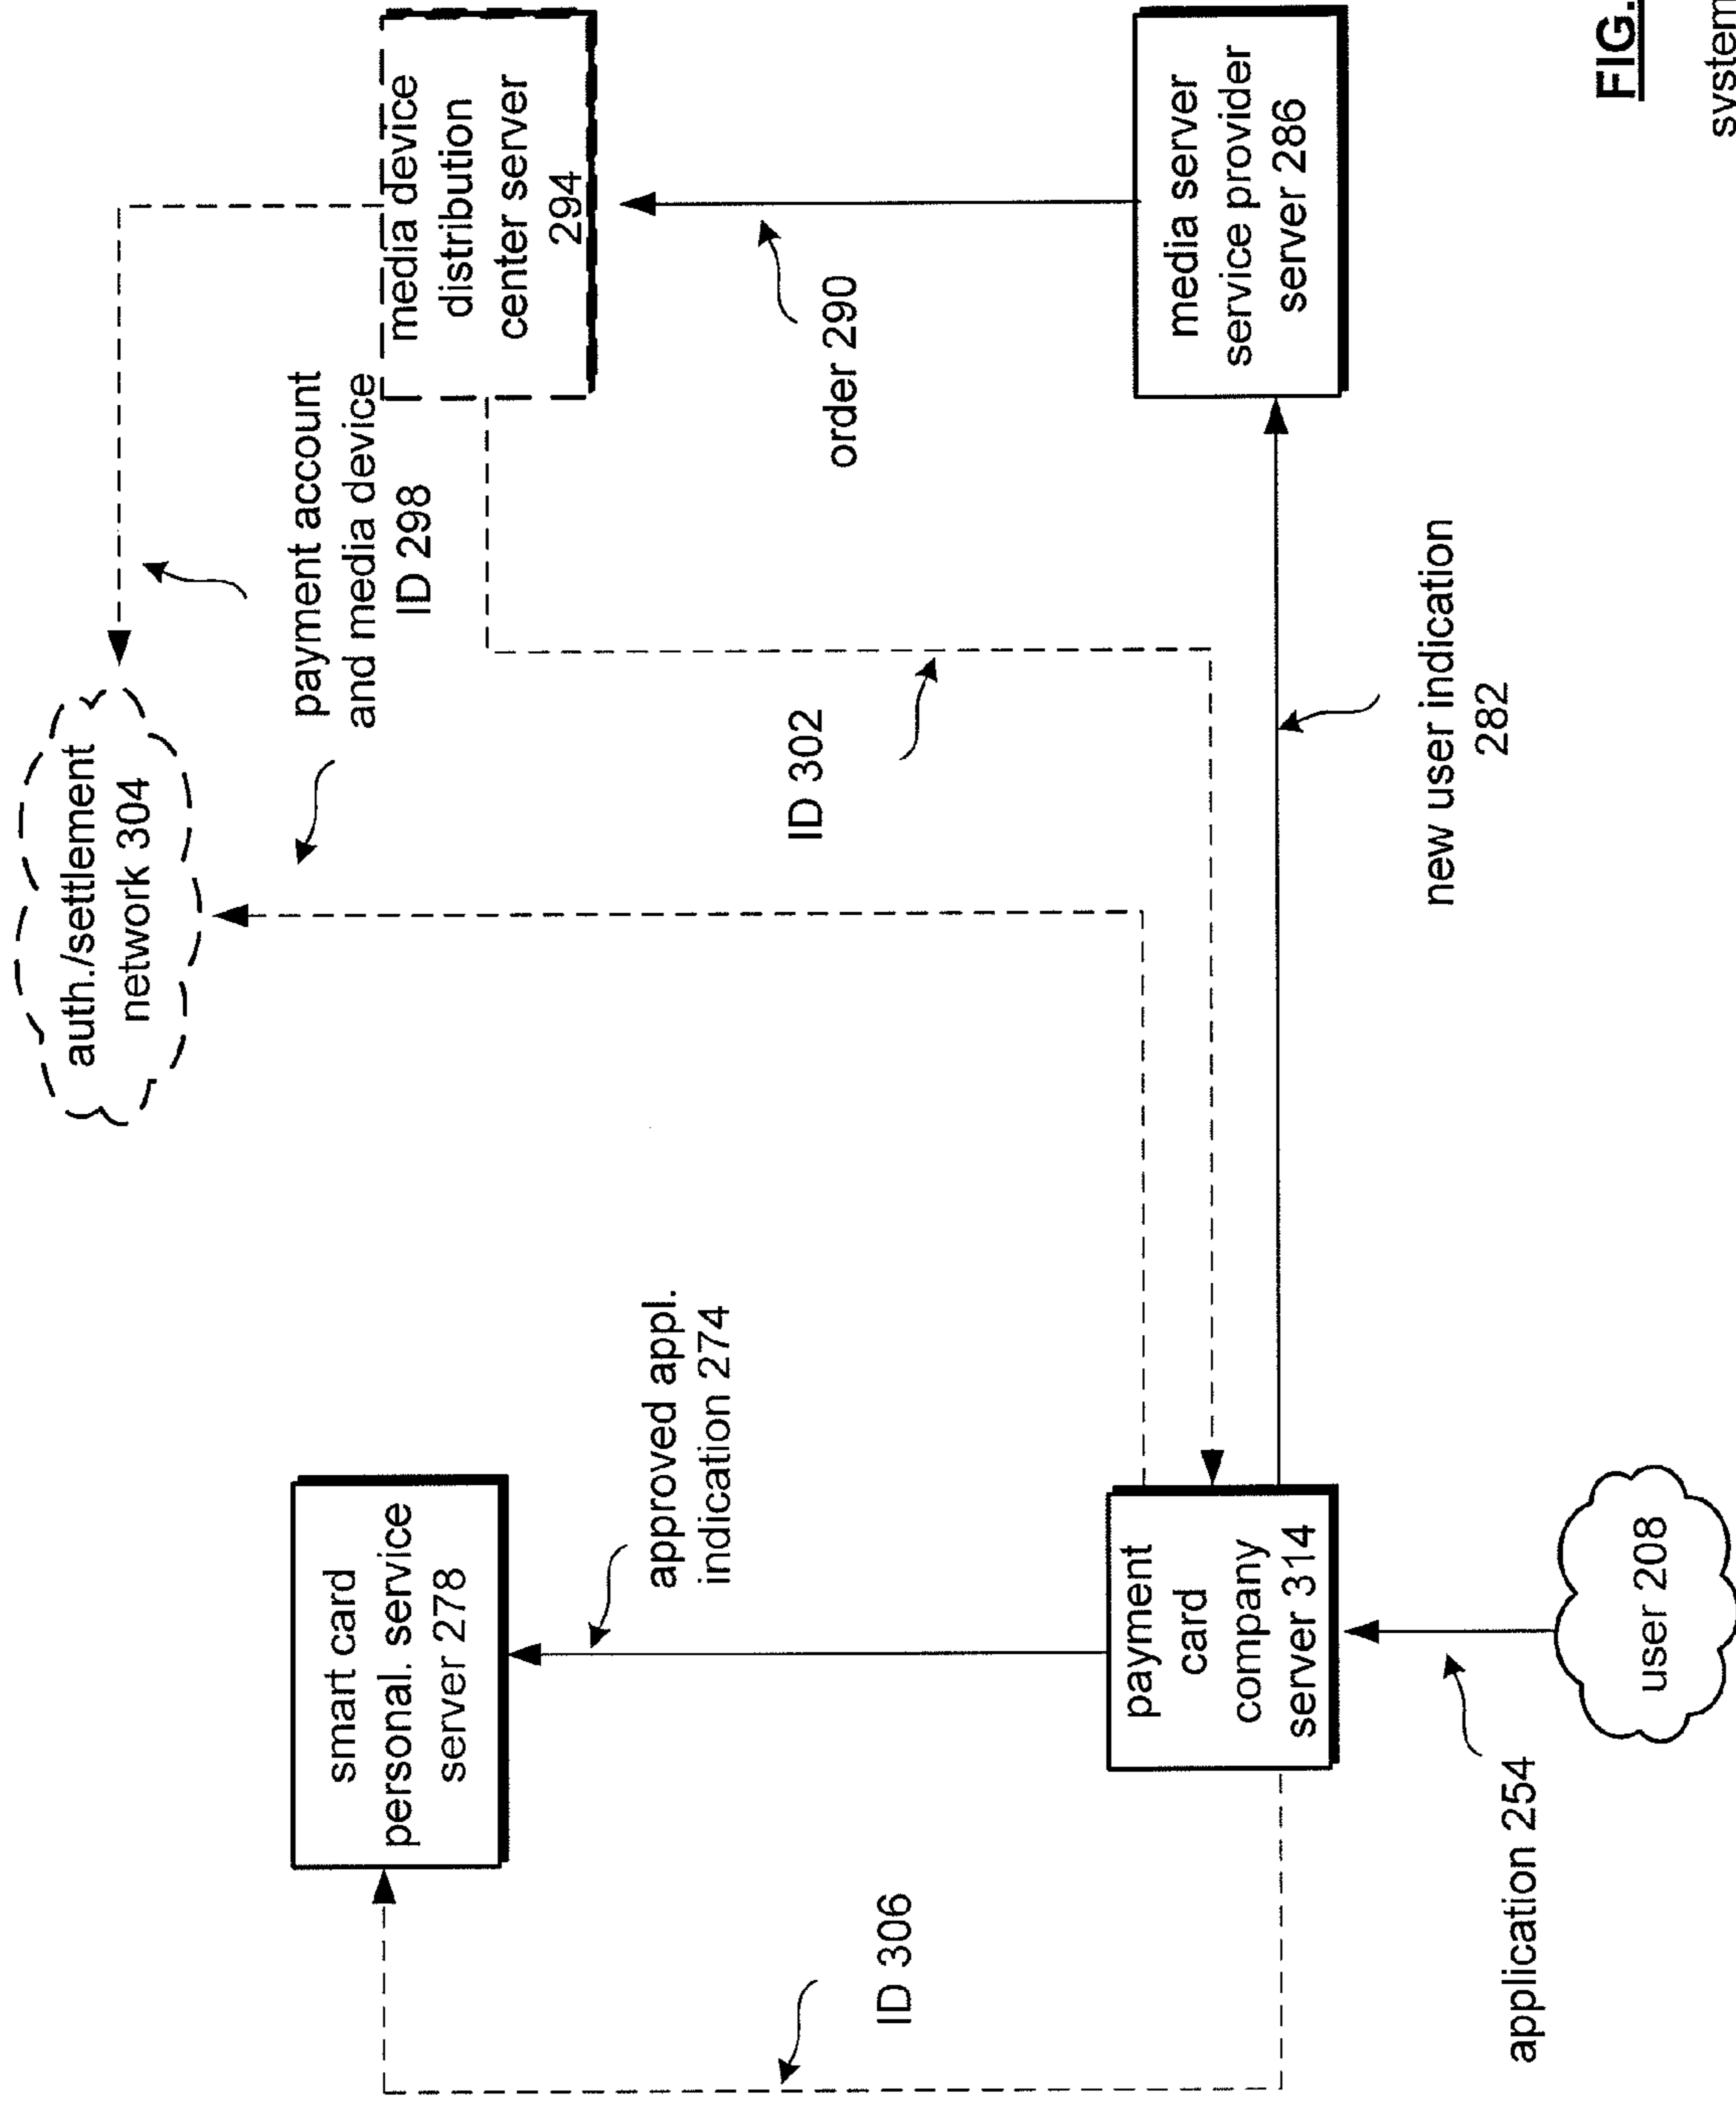 auth./settlement
network 304
media device
distribution
center server
294
payment account
and media device
ID 298
smart card
personal. service
server 278
approved appl.
indication 274
ID 302
order 290
ID 306
payment
card
company
server 314
media server
service provider
server 286
new user indication
282
application 254
user 208
FIG.
system